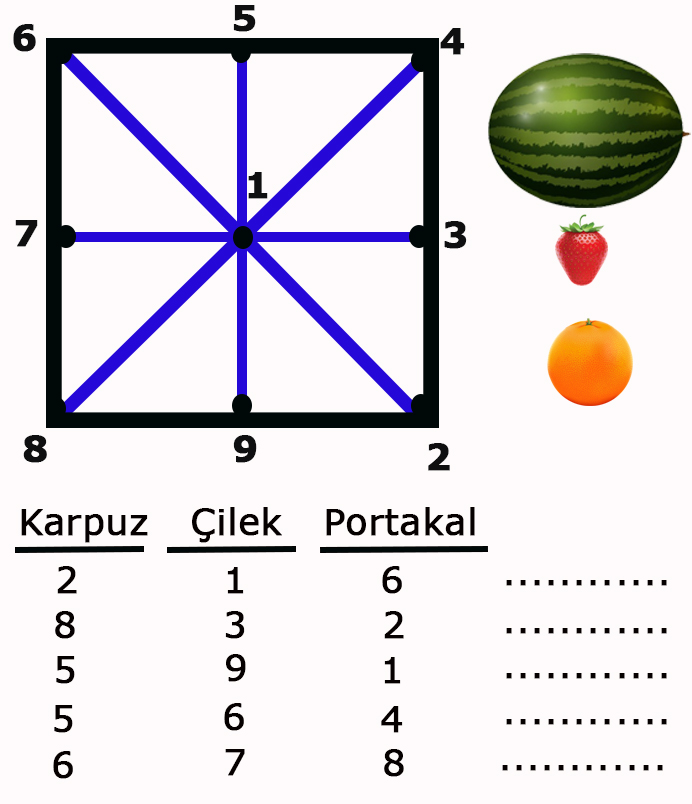 5
6
4
1
7
3
8
9
2
Karpuz Çilek Portakal
2 1 6 ............
8 3 2 ............
5 9 1 ............
5 6 4 ............
6 7 8 ............